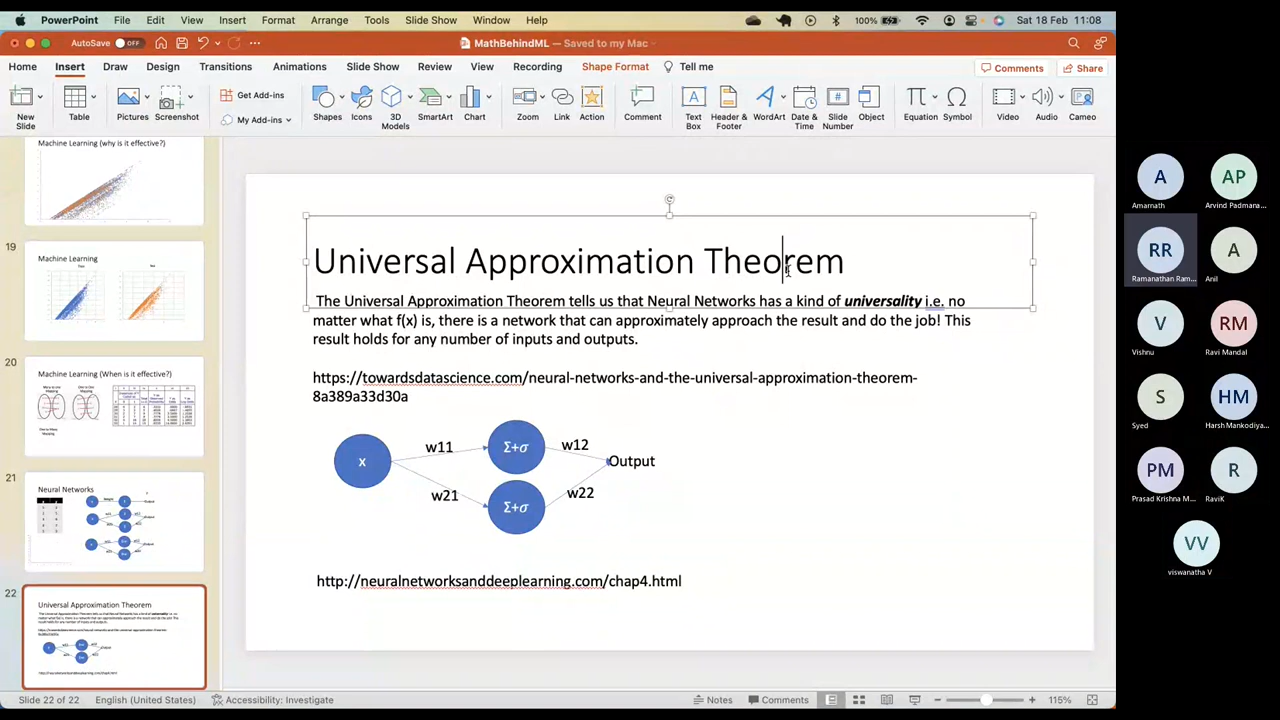 PowerPoint File Edit View Insert Format Arrange Tools Slide Show Window Help 100% Sat 18 Feb 11:08
AutoSave OFF MathBehindML — Saved to my Mac
Home Insert Draw Design Transitions Animations Slide Show Review View Recording Shape Format Tell me Comments Share
New Slide
Table
Pictures
Screenshot
Get Add-ins
My Add-ins
Shapes
Icons
3D Models
SmartArt
Chart
Zoom
Link
Action
Comment
Text Box
Header & Footer
WordArt
Date & Time
Slide Number
Object
Equation
Symbol
Video
Audio
Cameo
Machine Learning (why is it effective?)
19
Machine Learning
20
Machine Learning (When is it effective?)
21
Neural Networks
22
Universal Approximation Theorem
Universal Approximation Theorem
The Universal Approximation Theorem tells us that Neural Networks has a kind of universality i.e. no
matter what f(x) is, there is a network that can approximately approach the result and do the job! This
result holds for any number of inputs and outputs.
https://towardsdatascience.com/neural-networks-and-the-universal-approximation-theorem-
8a389a33d30a
x
w11
Σ+σ
w12
Output
w21
Σ+σ
w22
http://neuralnetworksanddeeplearning.com/chap4.html
Slide 22 of 22 English (United States) Accessibility: Investigate Notes Comments 115%
A AP
Amarnath Arvind Padmana...
RR A
Ramanathan Ram... Anil
V RM
Vishnu Ravi Mandal
S HM
Syed Harsh Mankodiya...
PM R
Prasad Krishna M... RaviK
VV
viswanatha V